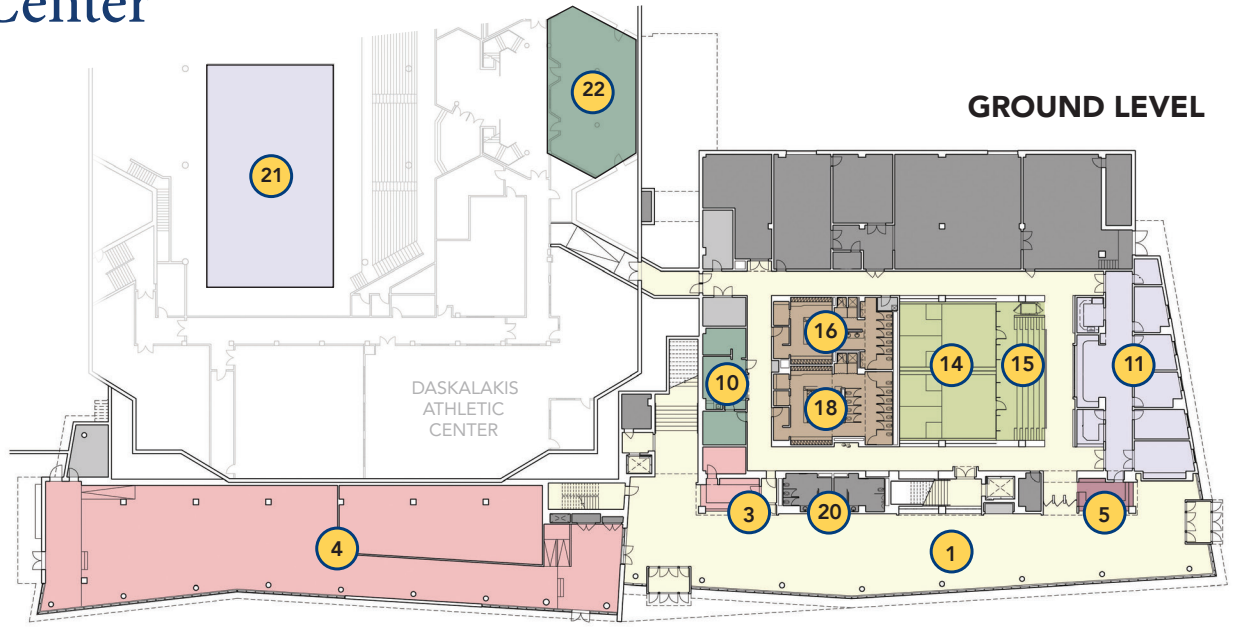 Center
GROUND LEVEL
22
21
DASKALAKIS
ATHLETIC
CENTER
16
14
15
11
10
18
3
20
5
4
1